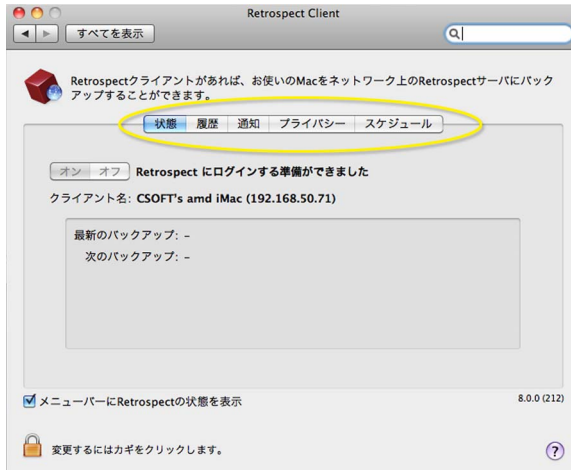 Retrospect Client
すべてを表示
Retrospectクライアントがあれば、お使いのMacをネットワーク上のRetrospectサーバにバック
アップすることができます。
状態 履歴 通知 プライバシー スケジュール
オン オフ Retrospect にログインする準備ができました
クライアント名: CSOFT's amd iMac (192.168.50.71)
最新のバックアップ: –
次のバックアップ: –
メニューバーにRetrospectの状態を表示 8.0.0 (212)
変更するにはカギをクリックします。 ?